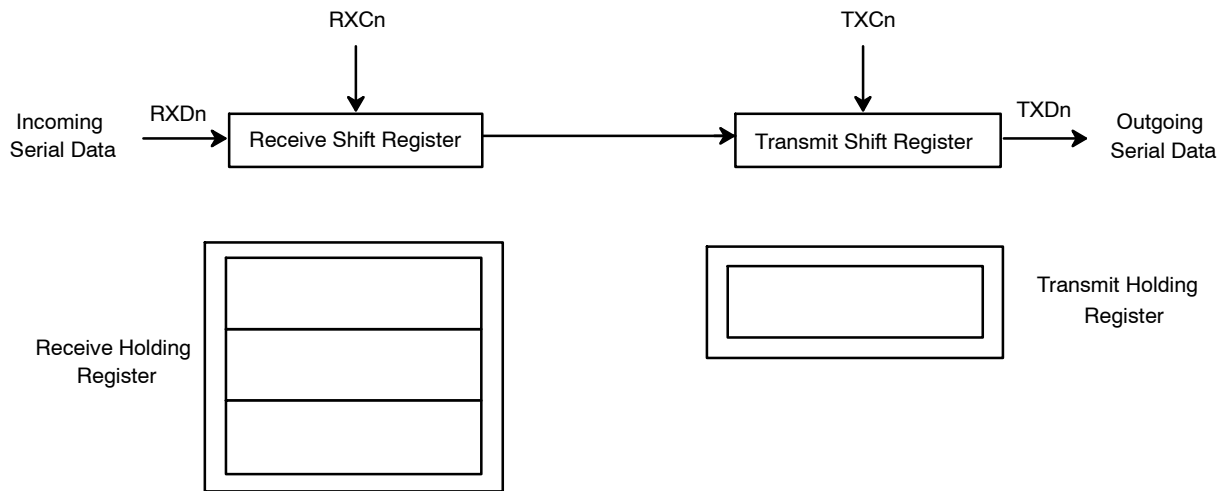 RXCn
TXCn
Incoming
Serial Data
RXDn
Receive Shift Register
Transmit Shift Register
TXDn
Outgoing
Serial Data
Receive Holding
Register
Transmit Holding
Register